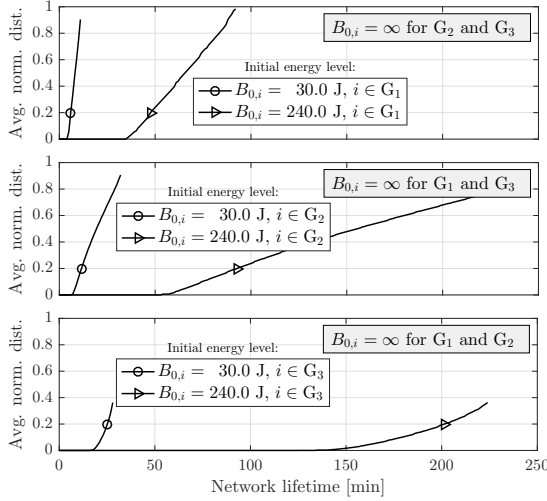 Avg. norm. dist.
1
0.8
0.6
0.4
0.2
0
B₀,ᵢ = ∞ for G₂ and G₃
Initial energy level:
B₀,ᵢ = 30.0 J, i ∈ G₁
B₀,ᵢ = 240.0 J, i ∈ G₁
Avg. norm. dist.
1
0.8
0.6
0.4
0.2
0
B₀,ᵢ = ∞ for G₁ and G₃
Initial energy level:
B₀,ᵢ = 30.0 J, i ∈ G₂
B₀,ᵢ = 240.0 J, i ∈ G₂
Avg. norm. dist.
1
0.8
0.6
0.4
0.2
0
B₀,ᵢ = ∞ for G₁ and G₂
Initial energy level:
B₀,ᵢ = 30.0 J, i ∈ G₃
B₀,ᵢ = 240.0 J, i ∈ G₃
0 50 100 150 200 250
Network lifetime [min]